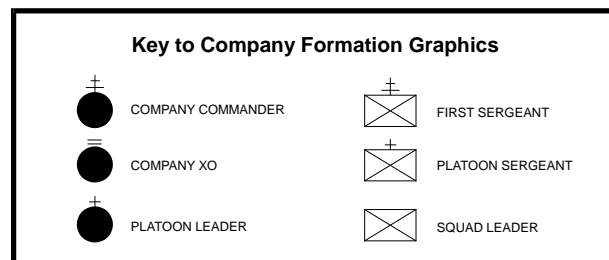 Key to Company Formation Graphics
COMPANY COMMANDER
FIRST SERGEANT
COMPANY XO
PLATOON SERGEANT
PLATOON LEADER
SQUAD LEADER